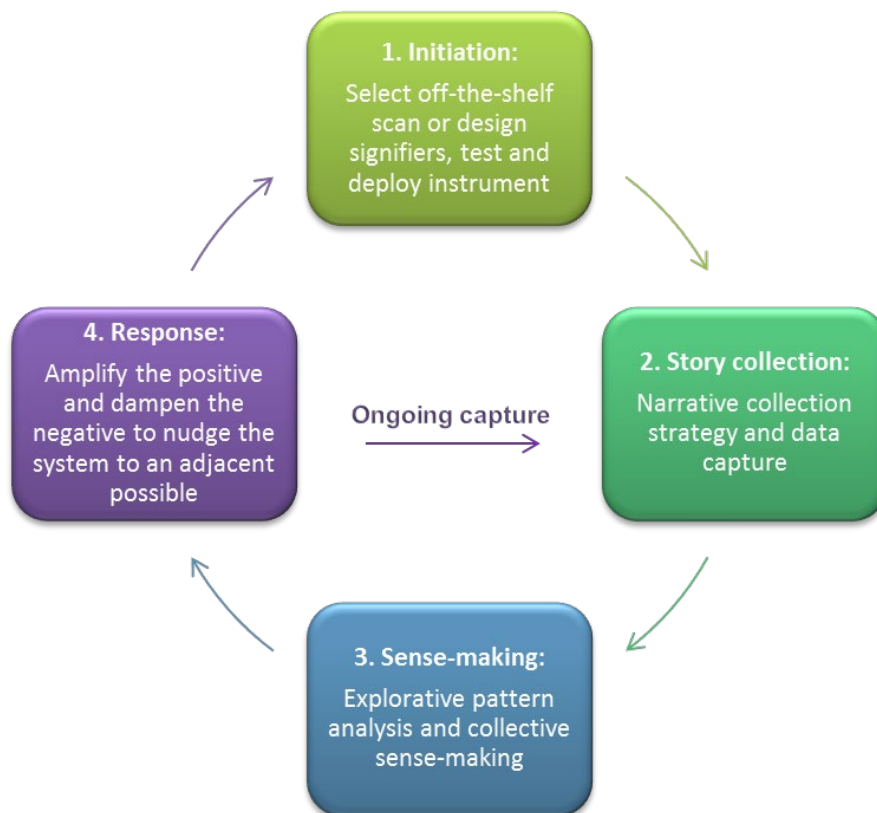 1. Initiation:
Select off-the-shelf
scan or design
signifiers, test and
deploy instrument
4. Response:
Amplify the positive
and dampen the
negative to nudge the
system to an adjacent
possible
Ongoing capture
2. Story collection:
Narrative collection
strategy and data
capture
3. Sense-making:
Explorative pattern
analysis and collective
sense-making